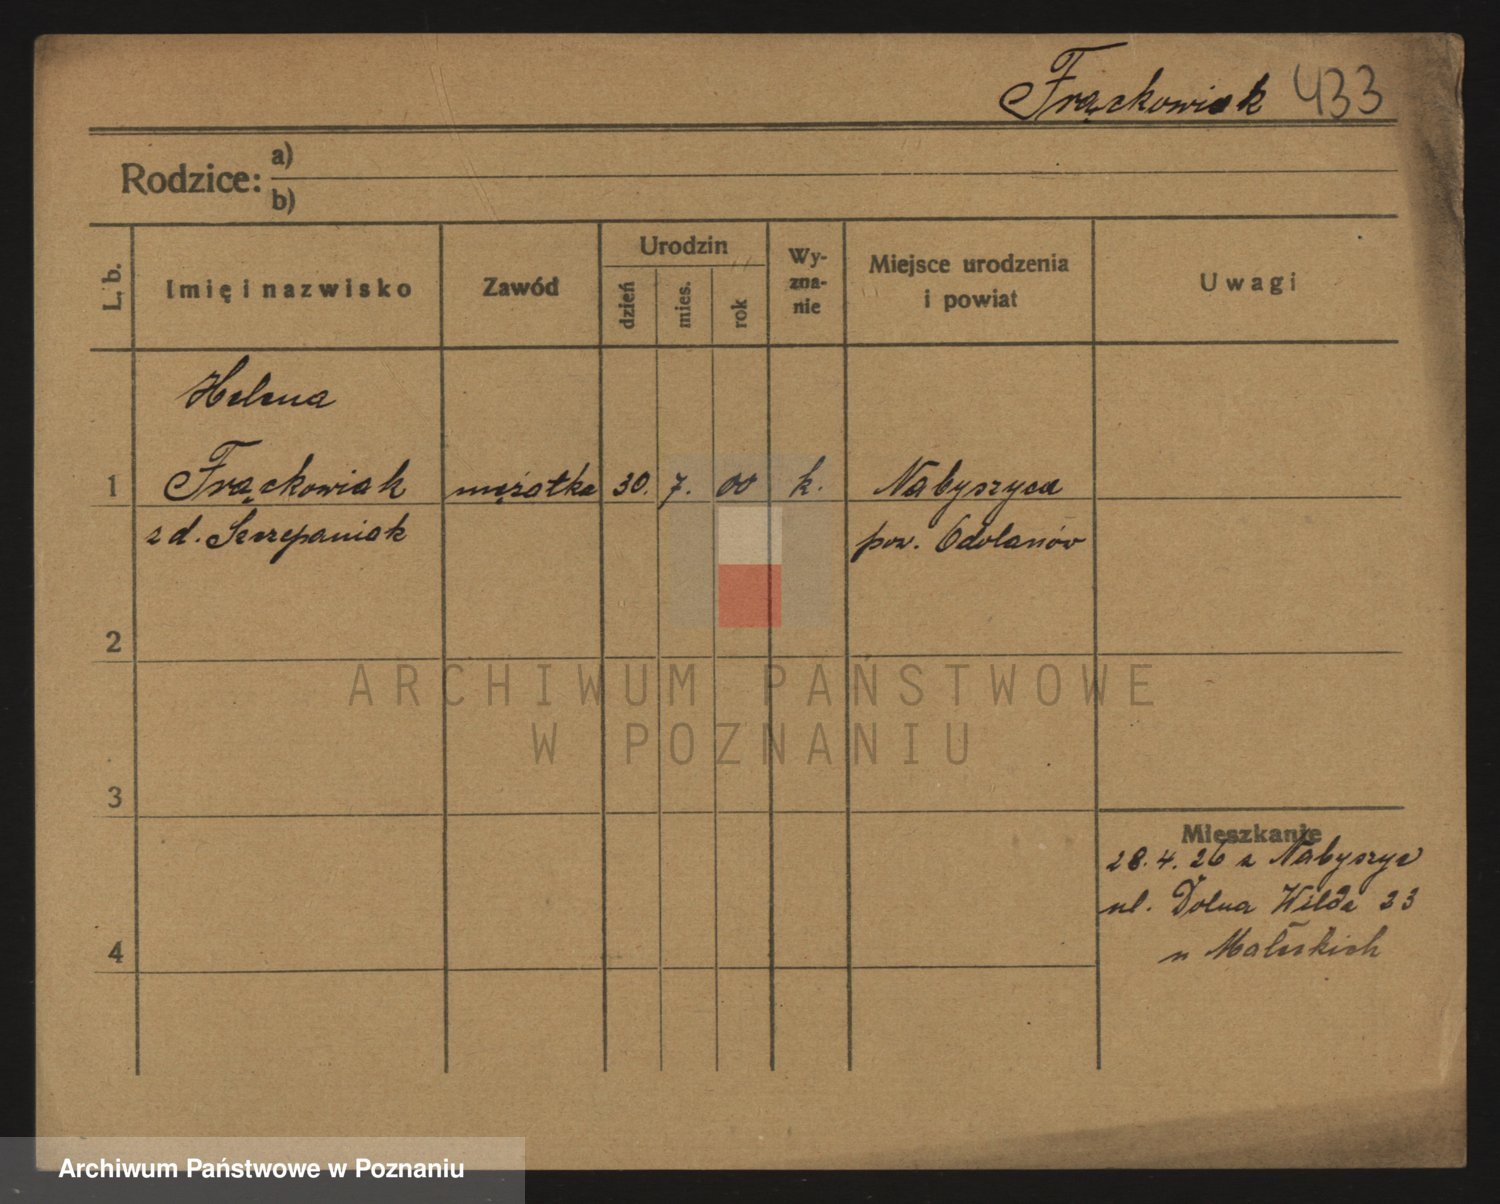 Frąckowiak 433
Rodzice: a)
b)
L. b.
Imię i nazwisko
Zawód
Urodzin
dzień
mies.
rok
Wy-
zna-
nie
Miejsce urodzenia
i powiat
Uwagi
Helena
1 Frąckowiak mężatka 30. 7. 00 k. Nabyszyca
z d. Szczepaniak pow. Odolanów
2
ARCHIWUM PAŃSTWOWE
W POZNANIU
3
Mieszkanie
28. 4. 26 z Nabyszyc
ul. Dolna Wilda 33
4
Archiwum Państwowe w Poznaniu